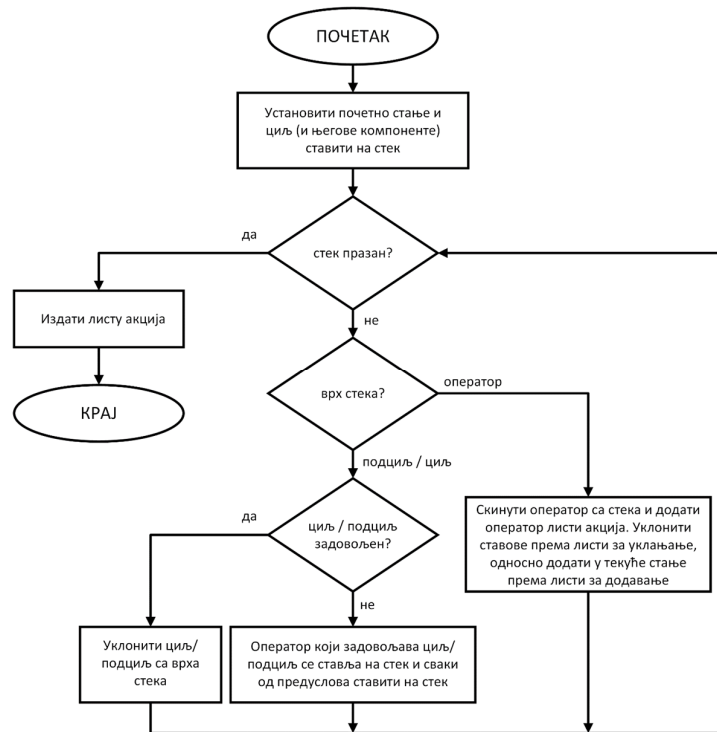 ПОЧЕТАК
Установити почетно стање и
циљ (и његове компоненте)
ставити на стек
да
стек празан?
Издати листу акција
не
КРАЈ
врх стека?
оператор
подциљ / циљ
да
циљ / подциљ
задовољен?
Скинути оператор са стека и додати
оператор листи акција. Уклонити
ставове према листи за уклањање,
односно додати у текуће стање
према листи за додавање
не
Уклонити циљ/
подциљ са врха
стека
Оператор који задовољава циљ/
подциљ се ставља на стек и сваки
од предуслова ставити на стек